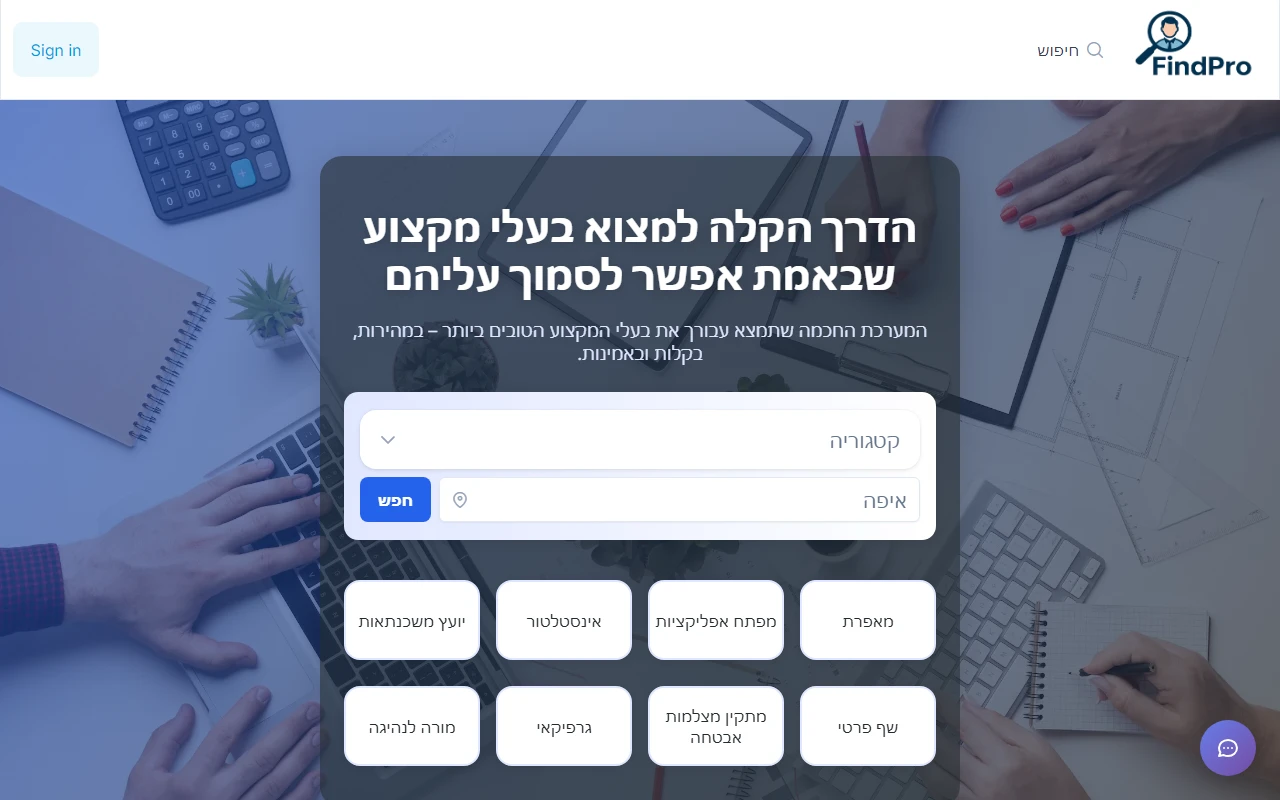 FindPro
חיפוש
Sign in
הדרך הקלה למצוא בעלי מקצוע
שבאמת אפשר לסמוך עליהם
המערכת החכמה שתמצא עבורך את בעלי המקצוע הטובים ביותר – במהירות,
בקלות ובאמינות.
קטגוריה
איפה
חפש
מאפרת
מפתח אפליקציות
אינסטלטור
יועץ משכנתאות
שף פרטי
מתקין מצלמות
אבטחה
גרפיקאי
מורה לנהיגה